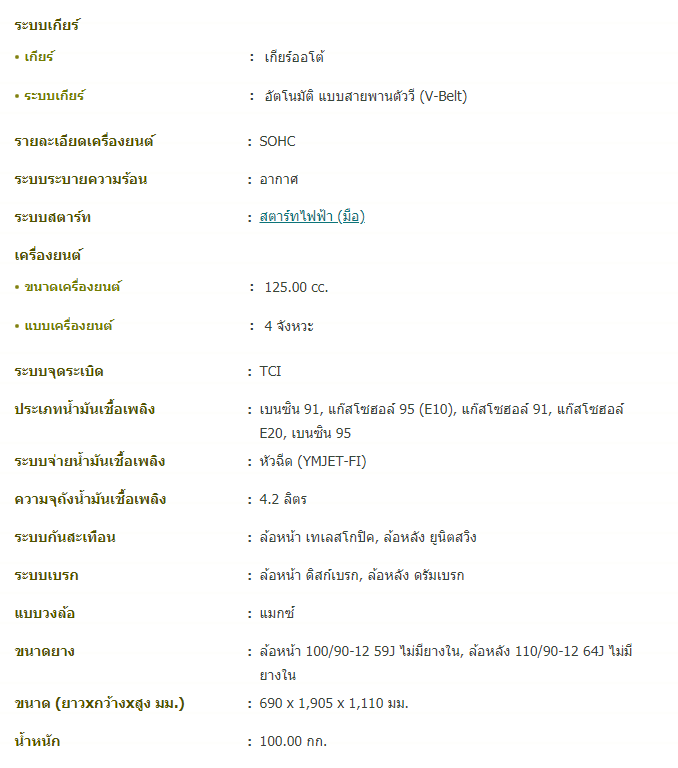 ระบบเกียร์
• เกียร์ : เกียร์ออโต้
• ระบบเกียร์ : อัตโนมัติ แบบสายพานตัววี (V-Belt)
รายละเอียดเครื่องยนต์ : SOHC
ระบบระบายความร้อน : อากาศ
ระบบสตาร์ท : สตาร์ทไฟฟ้า (มือ)
เครื่องยนต์
• ขนาดเครื่องยนต์ : 125.00 cc.
• แบบเครื่องยนต์ : 4 จังหวะ
ระบบจุดระเบิด : TCI
ประเภทน้ำมันเชื้อเพลิง : เบนซิน 91, แก๊สโซฮอล์ 95 (E10), แก๊สโซฮอล์ 91, แก๊สโซฮอล์
E20, เบนซิน 95
ระบบจ่ายน้ำมันเชื้อเพลิง : หัวฉีด (YMJET-FI)
ความจุถังน้ำมันเชื้อเพลิง : 4.2 ลิตร
ระบบกันสะเทือน : ล้อหน้า เทเลสโกปิค, ล้อหลัง ยูนิตสวิง
ระบบเบรก : ล้อหน้า ดิสก์เบรก, ล้อหลัง ดรัมเบรก
แบบวงล้อ : แมกซ์
ขนาดยาง : ล้อหน้า 100/90-12 59J ไม่มียางใน, ล้อหลัง 110/90-12 64J ไม่มี
ยางใน
ขนาด (ยาวxกว้างxสูง มม.) : 690 x 1,905 x 1,110 มม.
น้ำหนัก : 100.00 กก.